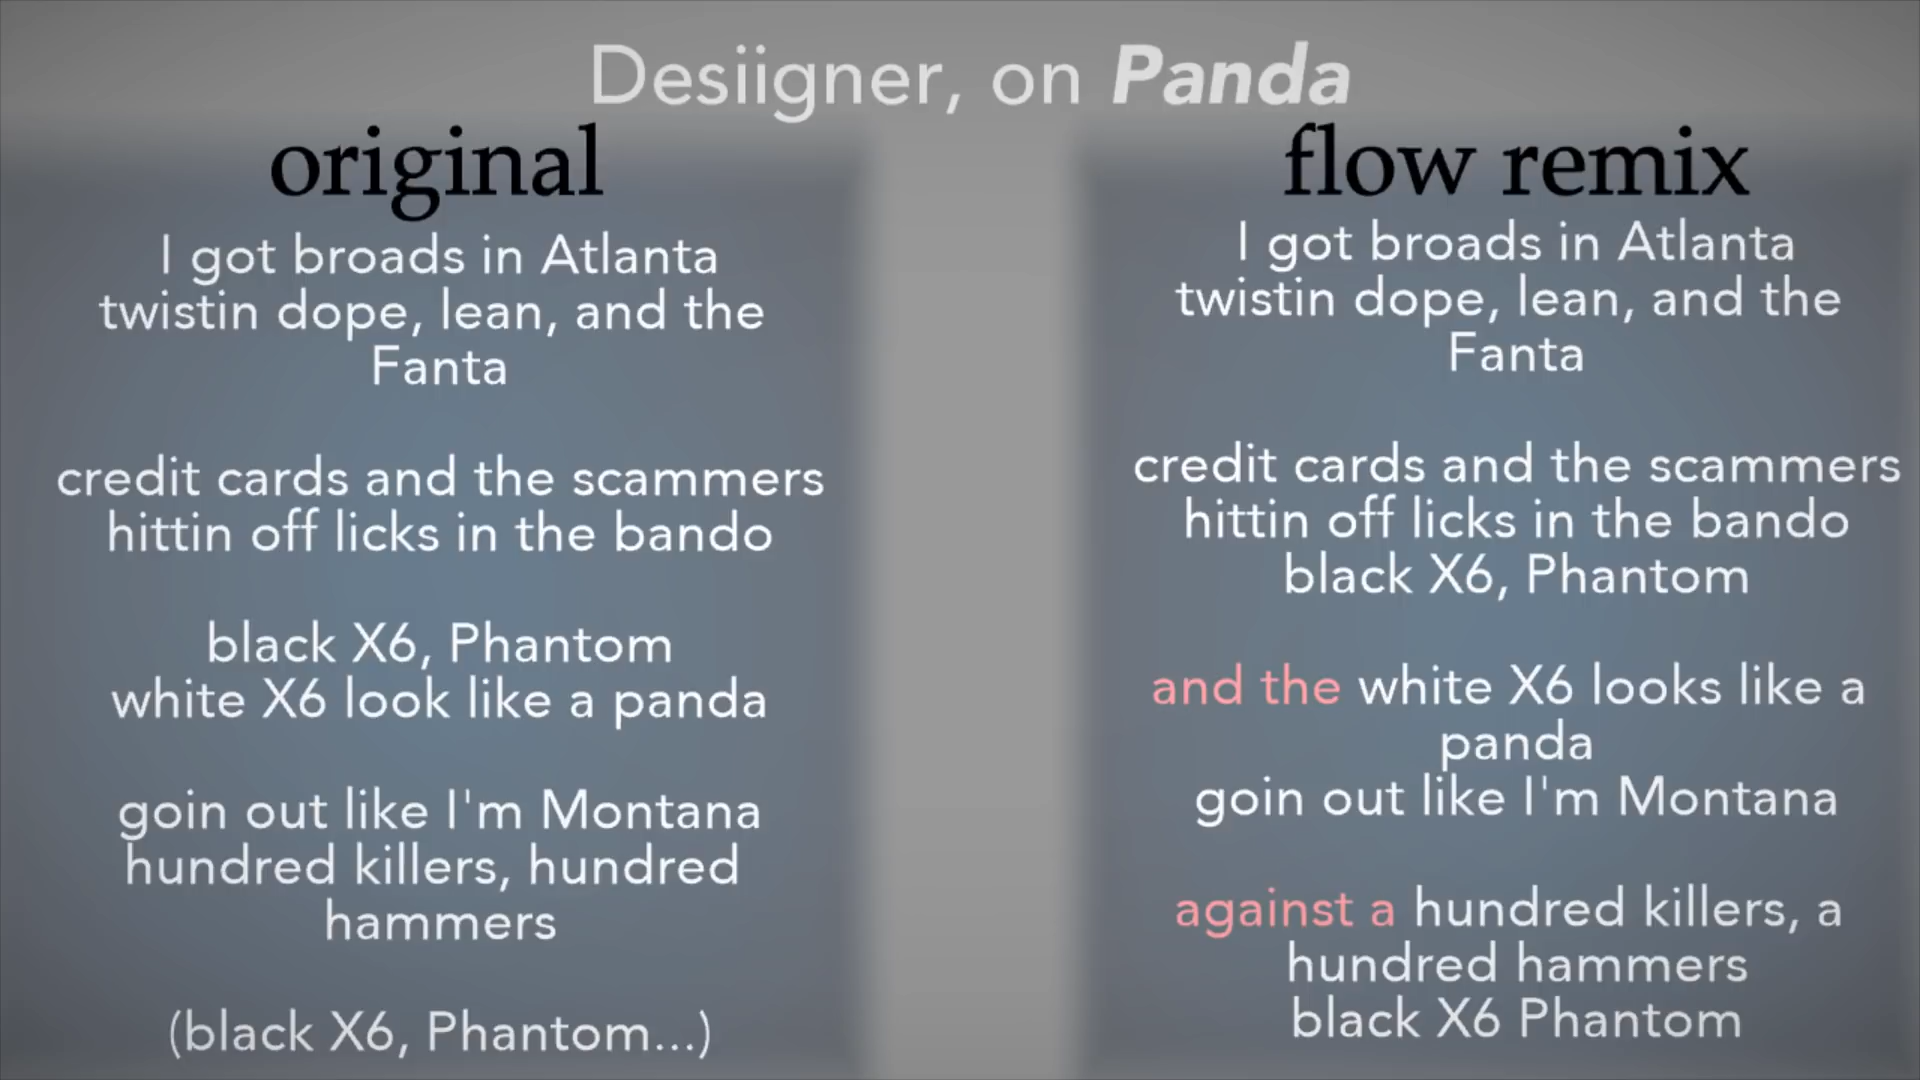 Desiigner, on Panda
original
I got broads in Atlanta
twistin dope, lean, and the
Fanta
credit cards and the scammers
hittin off licks in the bando
black X6, Phantom
white X6 look like a panda
goin out like I'm Montana
hundred killers, hundred
hammers
(black X6, Phantom...)
flow remix
I got broads in Atlanta
twistin dope, lean, and the
Fanta
credit cards and the scammers
hittin off licks in the bando
black X6, Phantom
and the white X6 looks like a
panda
goin out like I'm Montana
against a hundred killers, a
hundred hammers
black X6 Phantom